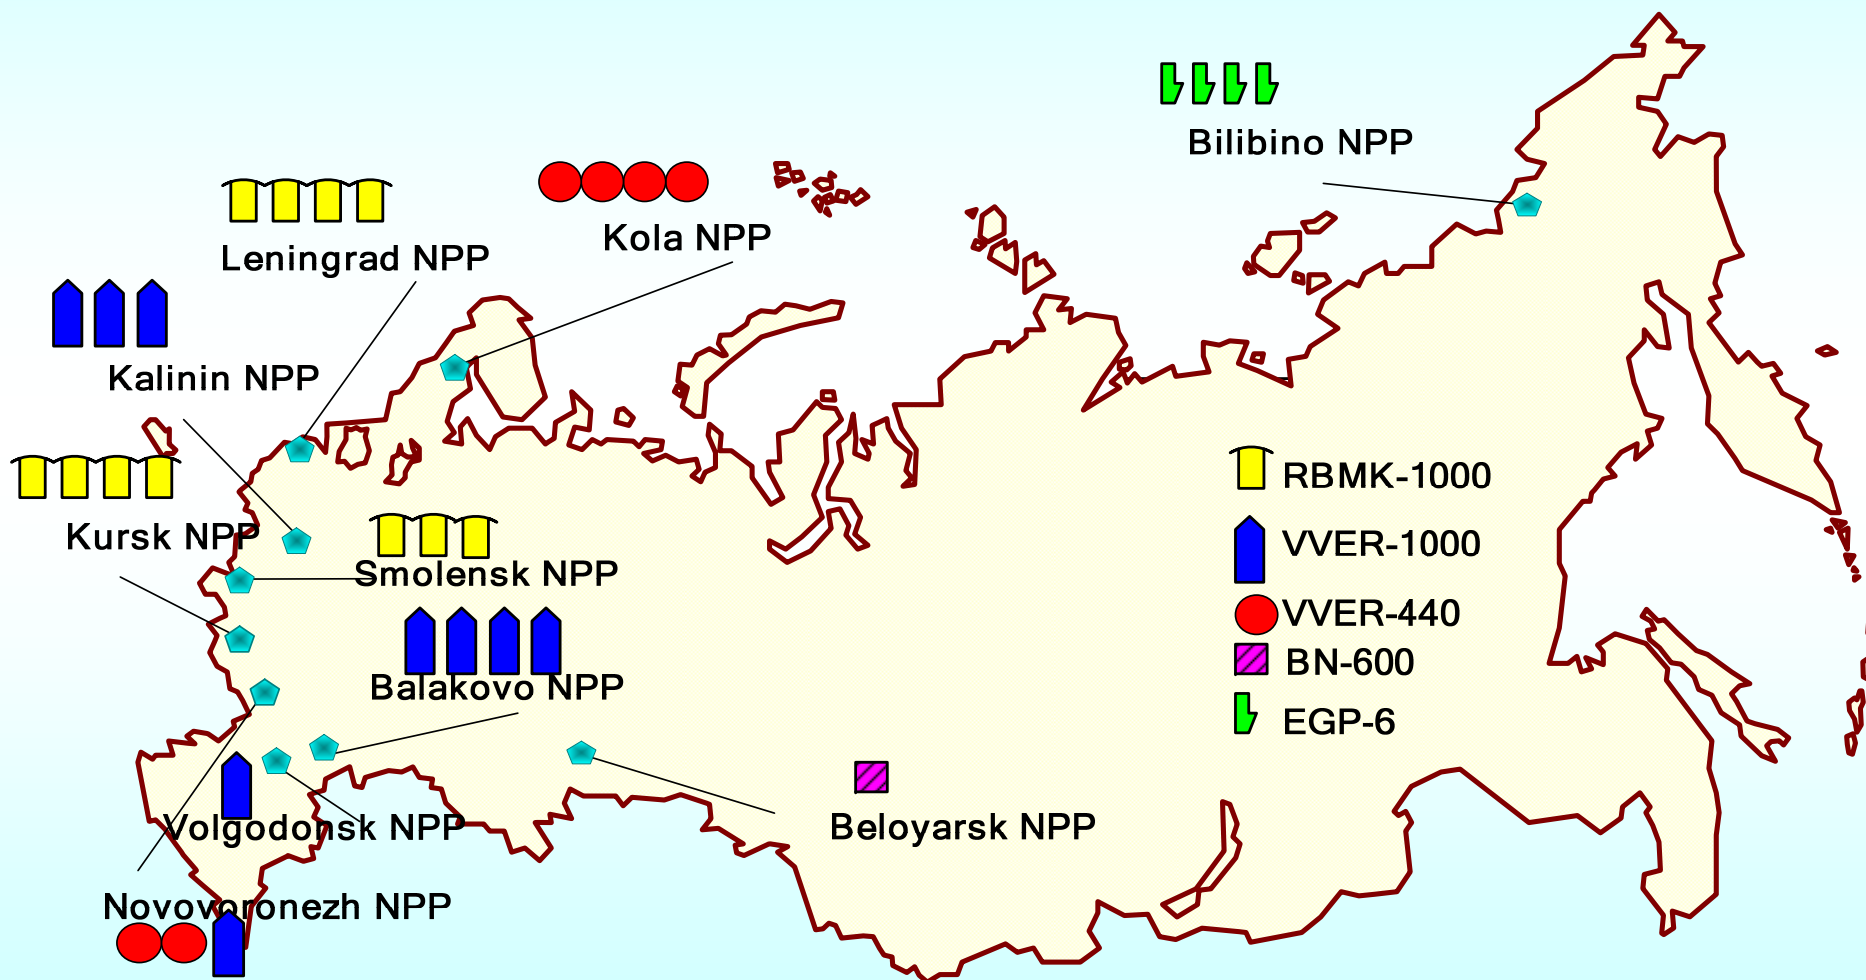 Bilibino NPP
Kola NPP
Leningrad NPP
Kalinin NPP
Kursk NPP
Smolensk NPP
Balakovo NPP
Volgodonsk NPP
Beloyarsk NPP
Novovoronezh NPP
RBMK-1000
VVER-1000
VVER-440
BN-600
EGP-6